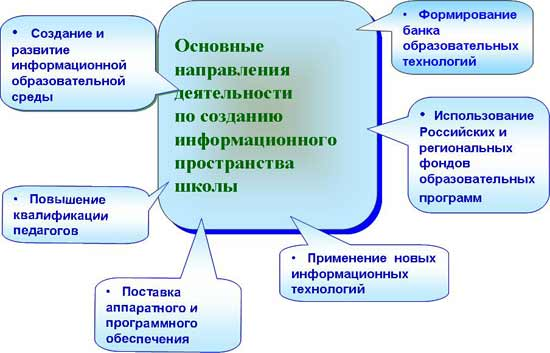 Основные
направления
деятельности
по созданию
информационного
пространства
школы
• Создание и
развитие
информационной
образовательной
среды
• Формирование
банка
образовательных
технологий
• Использование
Российских и
региональных
фондов
образовательных
программ
• Повышение
квалификации
педагогов
• Поставка
аппаратного и
программного
обеспечения
• Применение новых
информационных
технологий